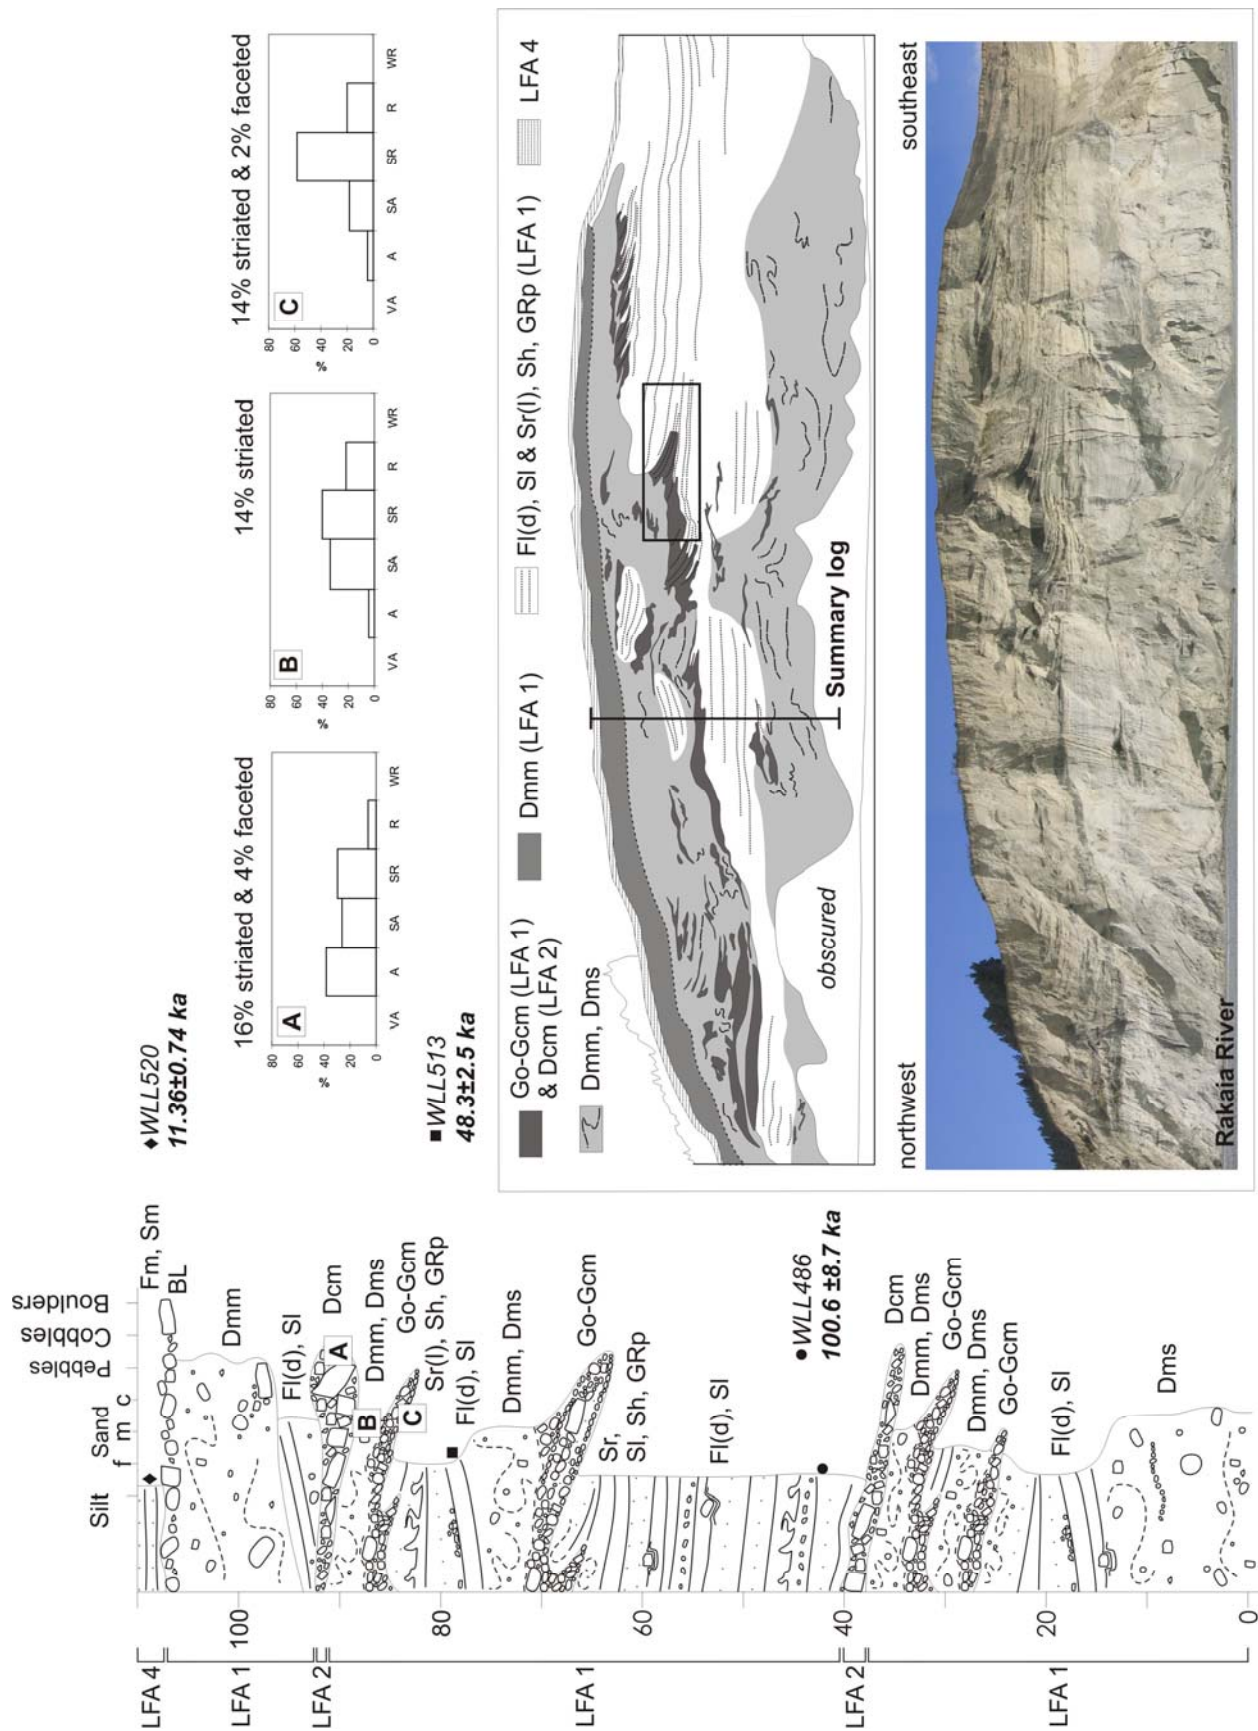 Silt
Sand
f
m
c
Pebbles
Cobbles
Boulders
LFA 4
LFA 1
LFA 2
LFA 1
LFA 2
LFA 1
100
80
60
40
20
0
Fm, Sm
BL
Dmm
Fl(d), Sl
Dcm
A
Dmm, Dms
B
Go-Gcm
C
Sr(l), Sh, GRp
Fl(d), Sl
Dmm, Dms
Go-Gcm
Sr,
Sl, Sh, GRp
Fl(d), Sl
Dcm
Dmm, Dms
Go-Gcm
Dmm, Dms
Go-Gcm
Fl(d), Sl
Dms
♦WLL520
11.36±0.74 ka
■WLL513
48.3±2.5 ka
●WLL486
100.6 ±8.7 ka
16% striated & 4% faceted
A
80
60
40
20
0
%
VA
A
SA
SR
R
WR
14% striated
B
80
60
40
20
0
%
VA
A
SA
SR
R
WR
14% striated & 2% faceted
C
80
60
40
20
0
%
VA
A
SA
SR
R
WR
Go-Gcm (LFA 1)
& Dcm (LFA 2)
Dmm (LFA 1)
Fl(d), Sl & Sr(l), Sh, GRp (LFA 1)
LFA 4
Dmm, Dms
obscured
Summary log
northwest
southeast
Rakaia River